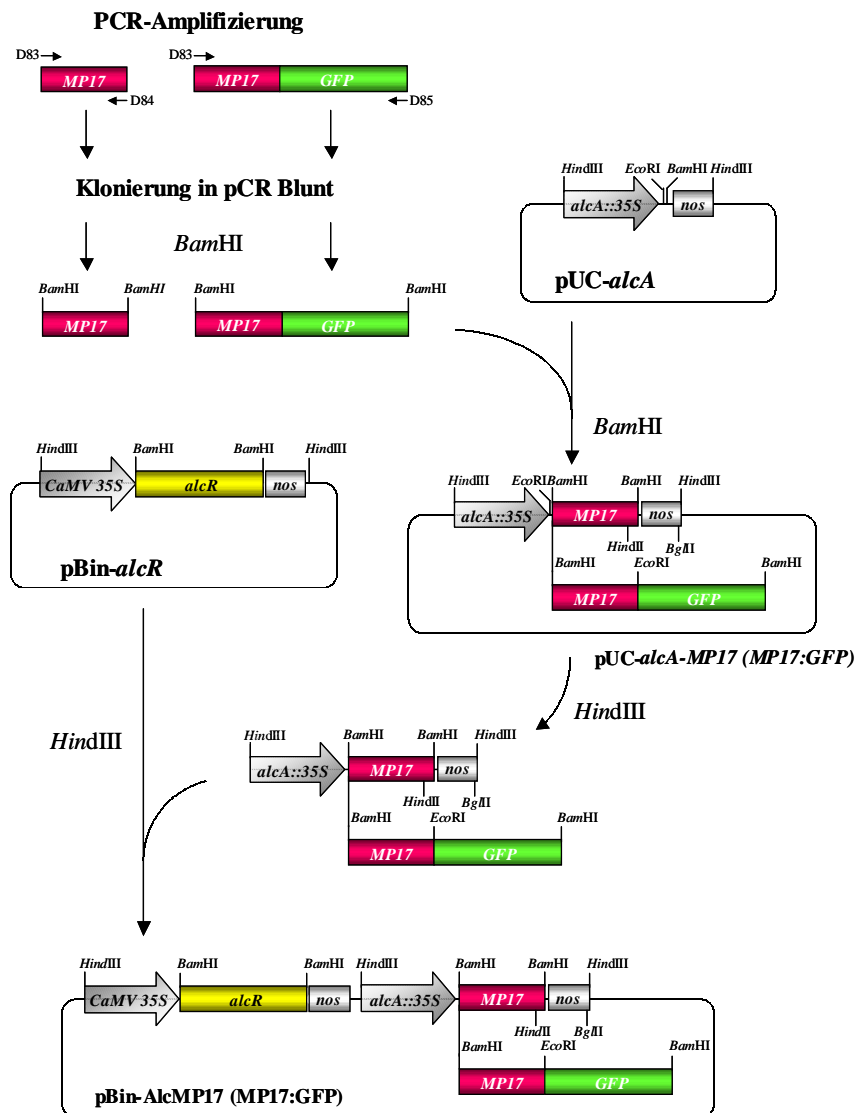 PCR-Amplifizierung
D83 D83
MP17 MP17 GFP
D84 D85
Klonierung in pCR Blunt
BamHI
BamHI BamHI BamHI BamHI
MP17 MP17 GFP
HindIII EcoRI BamHI HindIII
alcA::35S nos
pUC-alcA
BamHI
HindIII BamHI BamHI HindIII
CaMV 35S alcR nos
pBin-alcR
HindIII EcoRI BamHI BamHI HindIII
alcA::35S MP17 nos
HindII BglII
BamHI EcoRI BamHI
MP17 GFP
pUC-alcA-MP17 (MP17:GFP)
HindIII
HindIII
HindIII BamHI BamHI HindIII
alcA::35S MP17 nos
HindII BglII
BamHI EcoRI BamHI
MP17 GFP
HindIII BamHI BamHI HindIII BamHI BamHI HindIII
CaMV 35S alcR nos alcA::35S MP17 nos
HindII BglII
BamHI EcoRI BamHI
MP17 GFP
pBin-AlcMP17 (MP17:GFP)